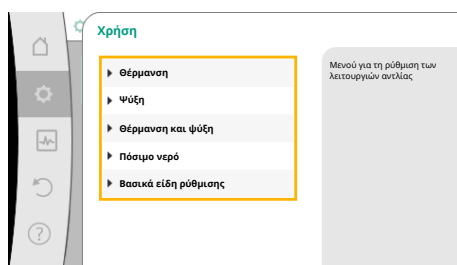 Χρήση
Θέρμανση
Ψύξη
Θέρμανση και ψύξη
Πόσιμο νερό
Βασικά είδη ρύθμισης
Μενού για τη ρύθμιση των
λειτουργιών αντλίας
?